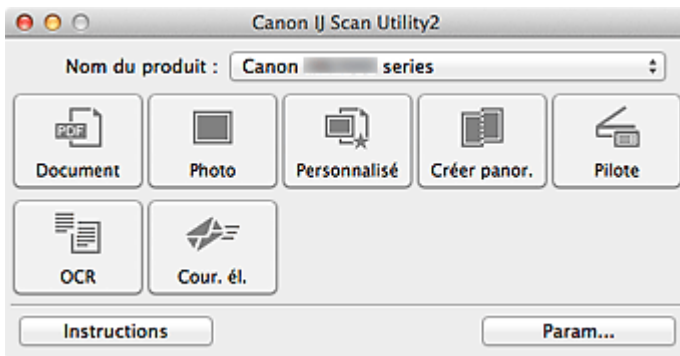 Canon IJ Scan Utility2
Nom du produit : Canon series
PDF
Document
Photo
Personnalisé
Créer panor.
Pilote
OCR
Cour. él.
Instructions
Param...